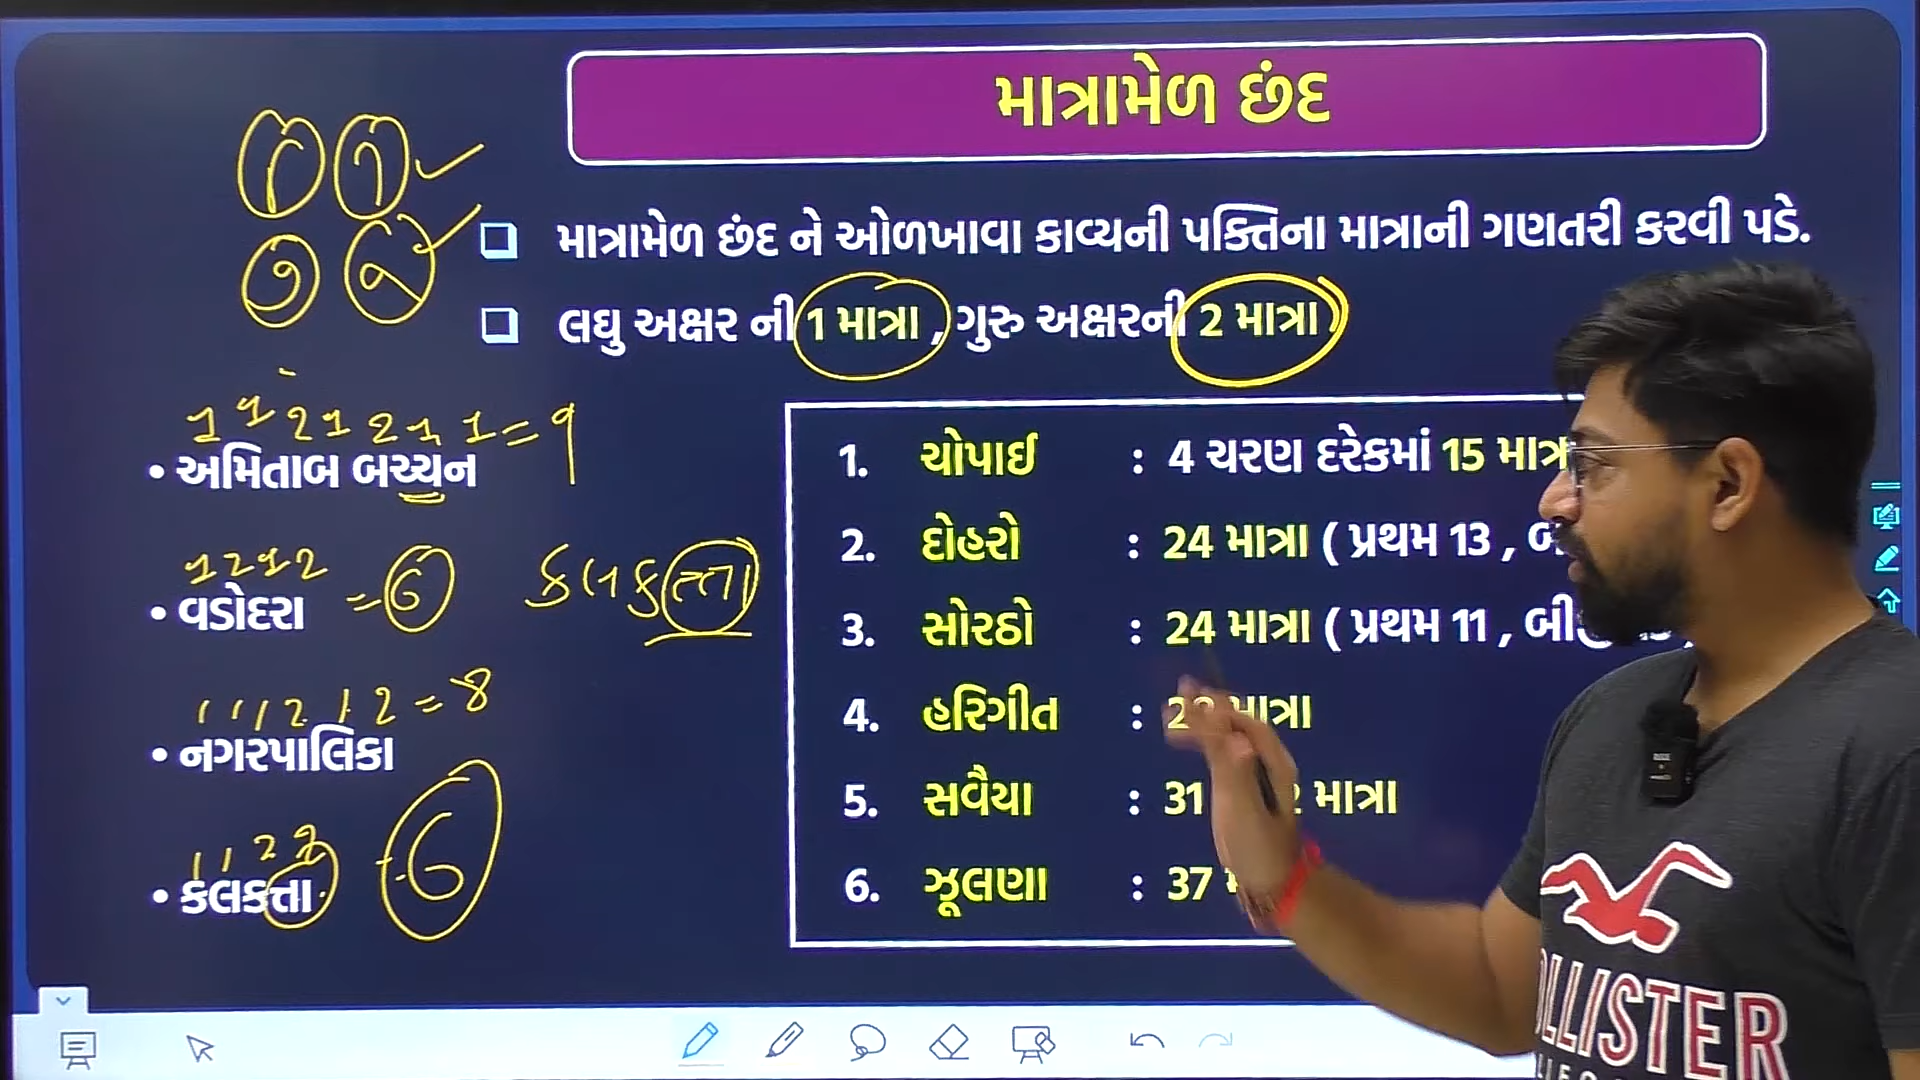 માત્રામેળ છંદ
❑ માત્રામેળ છંદ ને ઓળખાવા કાવ્યની પક્તિના માત્રાની ગણતરી કરવી પડે.
❑ લઘુ અક્ષર ની 1 માત્રા , ગુરુ અક્ષરની 2 માત્રા
1 1 2 1 2 1 1 = 9
• અમિતાબ બચ્ચન
1 2 1 2
• વડોદરા = 6
કલકત્તા
1 1 1 2 1 2 = 8
• નગરપાલિકા
1 1 2 2
• કલકત્તા = 6
1. ચોપાઈ : 4 ચરણ દરેકમાં 15
2. દોહરો : 24 માત્રા ( પ્રથમ 13 ,
3. સોરઠો : 24 માત્રા ( પ્રથમ 11 ,
4. હરિગીત : માત્રા
5. સવૈયા : 31 માત્રા
6. ઝૂલણા : 37
OLLISTER